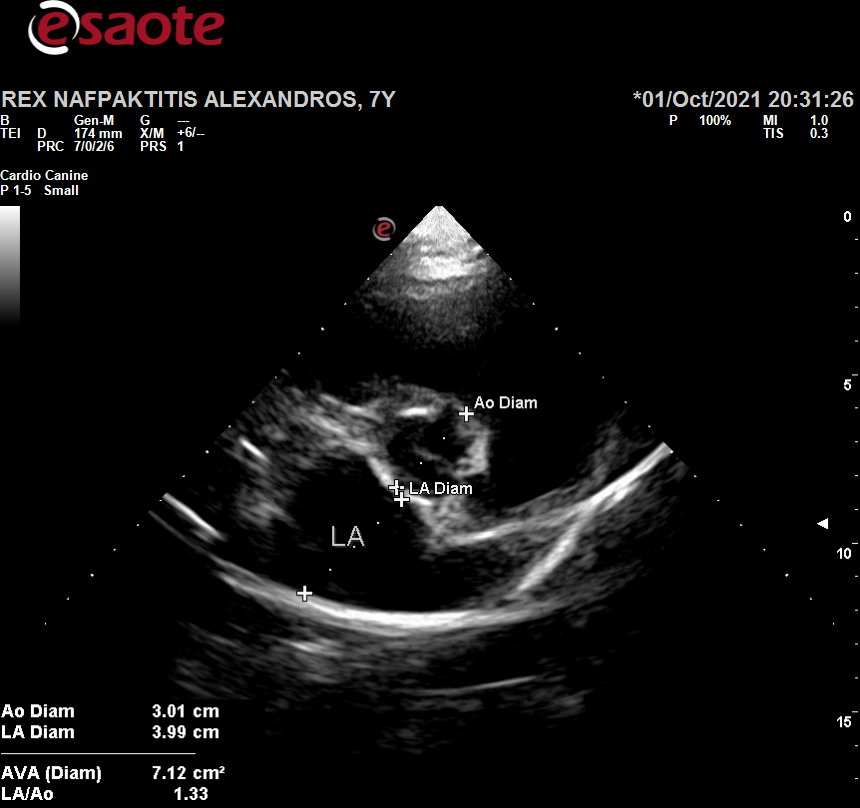 esaote
REX NAFPAKTITIS ALEXANDROS, 7Y *01/Oct/2021 20:31:26
B Gen-M G --- P 100% MI 1.0
TEI D 174 mm X/M +6/-- TIS 0.3
PRC 7/0/2/6 PRS 1
Cardio Canine
P 1-5 Small
e
0
5
Ao Diam
LA Diam
LA
10
15
Ao Diam 3.01 cm
LA Diam 3.99 cm
AVA (Diam) 7.12 cm²
LA/Ao 1.33